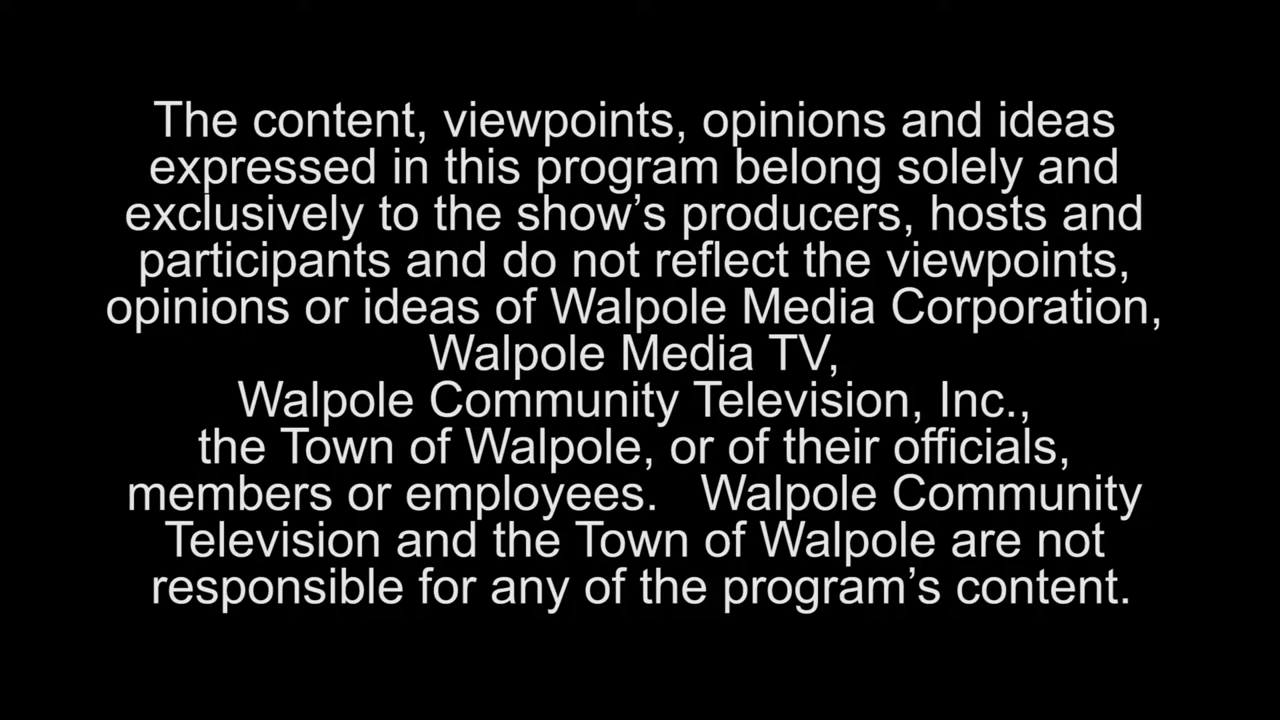 The content, viewpoints, opinions and ideas
expressed in this program belong solely and
exclusively to the show’s producers, hosts and
participants and do not reflect the viewpoints,
opinions or ideas of Walpole Media Corporation,
Walpole Media TV,
Walpole Community Television, Inc.,
the Town of Walpole, or of their officials,
members or employees.   Walpole Community
Television and the Town of Walpole are not
responsible for any of the program’s content.